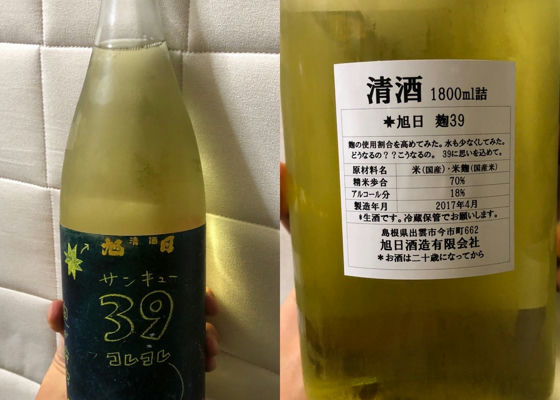 清酒
旭日
サンキュー
39
コレコレ
清酒 1800ml詰
旭日 麹39
麹の使用割合を高めてみた。水も少なくしてみた。
どうなるの??こうなるの。 39に思いを込めて。
原材料名 米(国産)・米麹(国産米)
精米歩合 70%
アルコール分 18%
製造年月 2017年4月
*生酒です。冷蔵保管でお願いします。
島根県出雲市今市町662
旭日酒造有限会社
*お酒は二十歳になってから